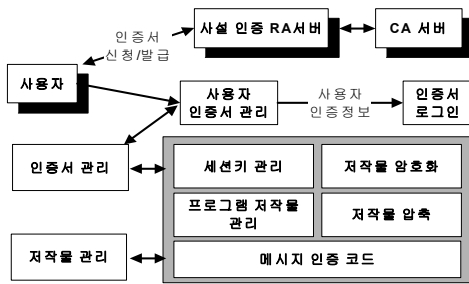 인증서
신청/발급
사설 인증 RA서버
CA 서버
사용자
사용자
인증서 관리
사용자
인증정보
인증서
로그인
인증서 관리
세션키 관리
저작물 암호화
프로그램 저작물
관리
저작물 압축
저작물 관리
메시지 인증 코드